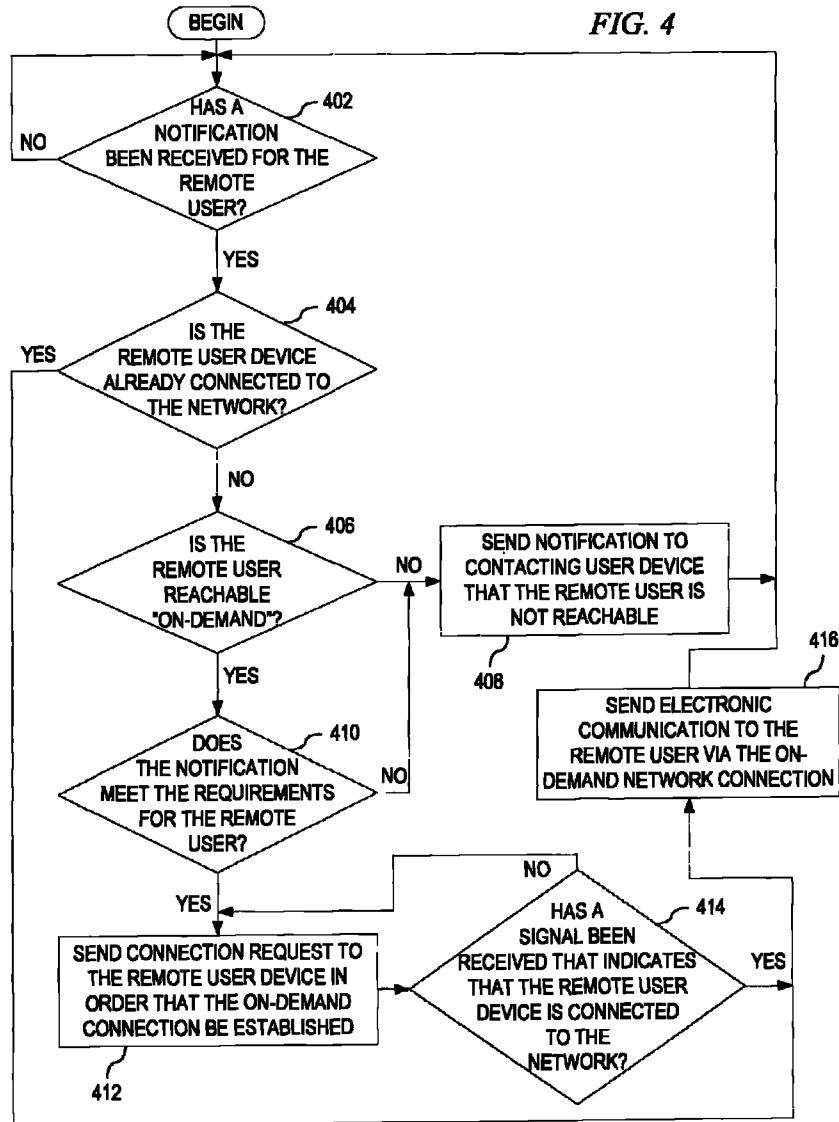 BEGIN
FIG. 4
402
HAS A
NOTIFICATION
BEEN RECEIVED FOR THE
REMOTE
USER?
NO
YES
404
IS THE
REMOTE USER DEVICE
ALREADY CONNECTED TO
THE NETWORK?
YES
NO
406
IS THE
REMOTE USER
REACHABLE
"ON-DEMAND"?
NO
SEND NOTIFICATION TO
CONTACTING USER DEVICE
THAT THE REMOTE USER IS
NOT REACHABLE
408
YES
416
SEND ELECTRONIC
COMMUNICATION TO THE
REMOTE USER VIA THE ON-
DEMAND NETWORK CONNECTION
410
DOES
THE NOTIFICATION
MEET THE REQUIREMENTS
FOR THE REMOTE
USER?
NO
YES
NO
414
HAS A
SIGNAL BEEN
RECEIVED THAT INDICATES
THAT THE REMOTE USER
DEVICE IS CONNECTED
TO THE
NETWORK?
YES
SEND CONNECTION REQUEST TO
THE REMOTE USER DEVICE IN
ORDER THAT THE ON-DEMAND
CONNECTION BE ESTABLISHED
412